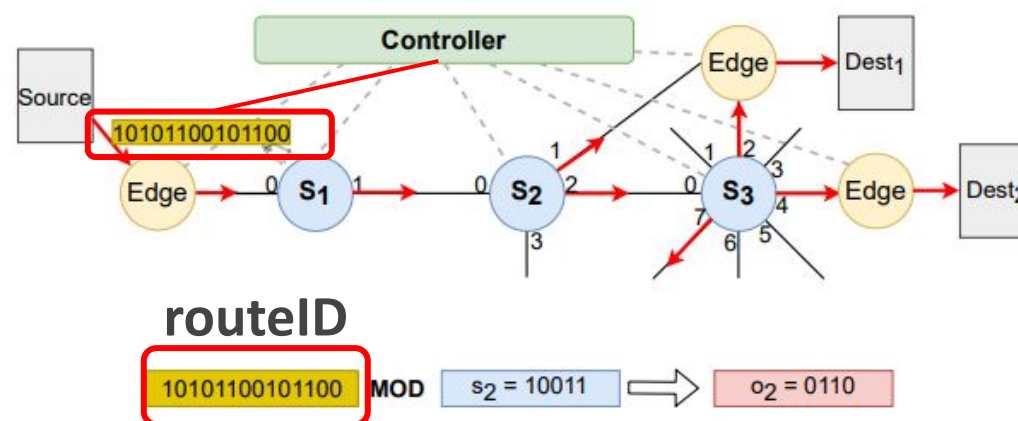 Controller
Source
Edge
Dest1
10101100101100
Edge
0
S1
1
0
S2
1
2
3
0
S3
1
2
3
4
5
6
7
Edge
Dest2
routeID
10101100101100 MOD s2 = 10011 o2 = 0110